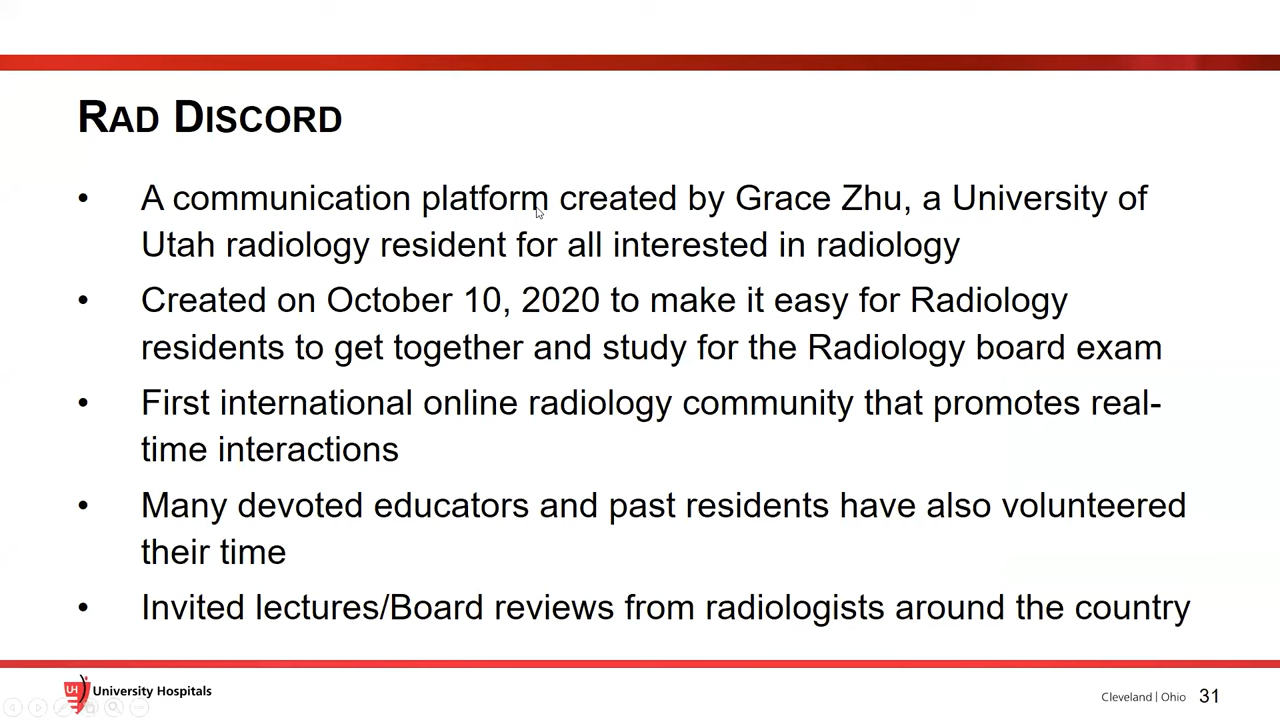 RAD DISCORD
• A communication platform created by Grace Zhu, a University of
Utah radiology resident for all interested in radiology
• Created on October 10, 2020 to make it easy for Radiology
residents to get together and study for the Radiology board exam
• First international online radiology community that promotes real-
time interactions
• Many devoted educators and past residents have also volunteered
their time
• Invited lectures/Board reviews from radiologists around the country
UH University Hospitals
Cleveland | Ohio 31